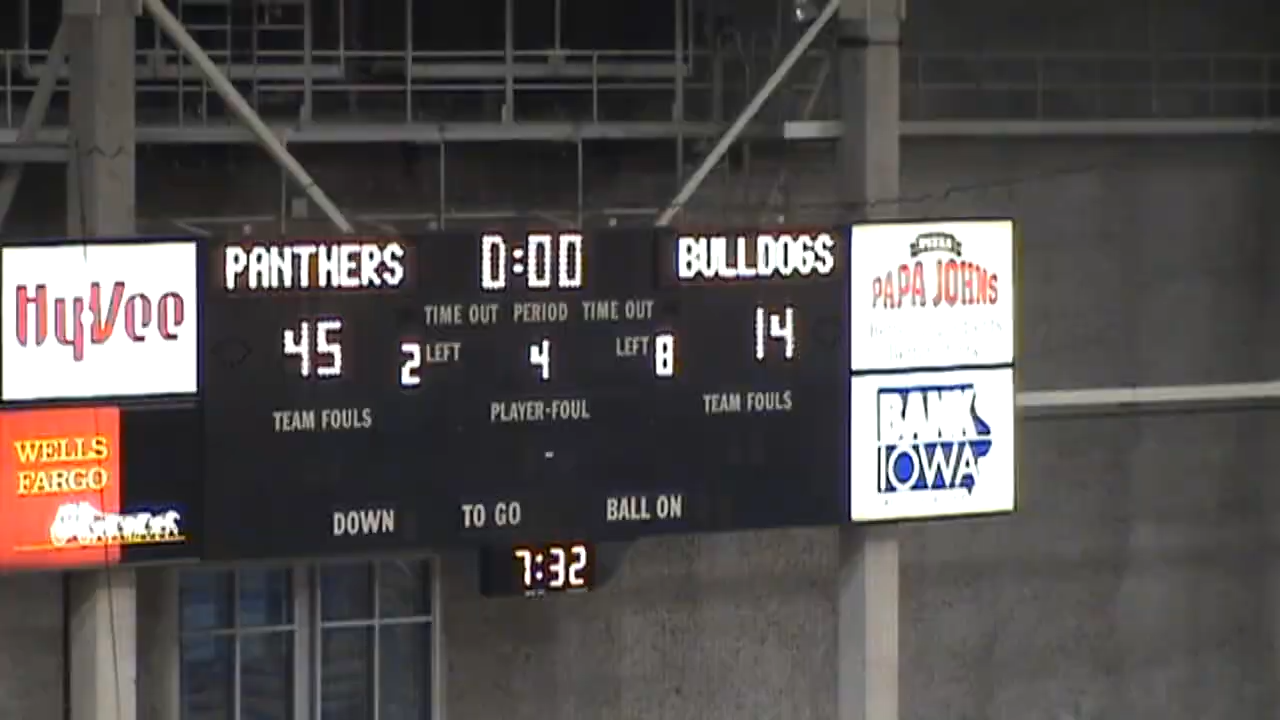 HyVee
WELLS
FARGO
PANTHERS 0:00 BULLDOGS
TIME OUT PERIOD TIME OUT
45 2 LEFT 4 LEFT 8 14
TEAM FOULS PLAYER-FOUL TEAM FOULS
-
DOWN TO GO BALL ON
7:32
PIZZA
PAPA JOHNS
BANK
IOWA